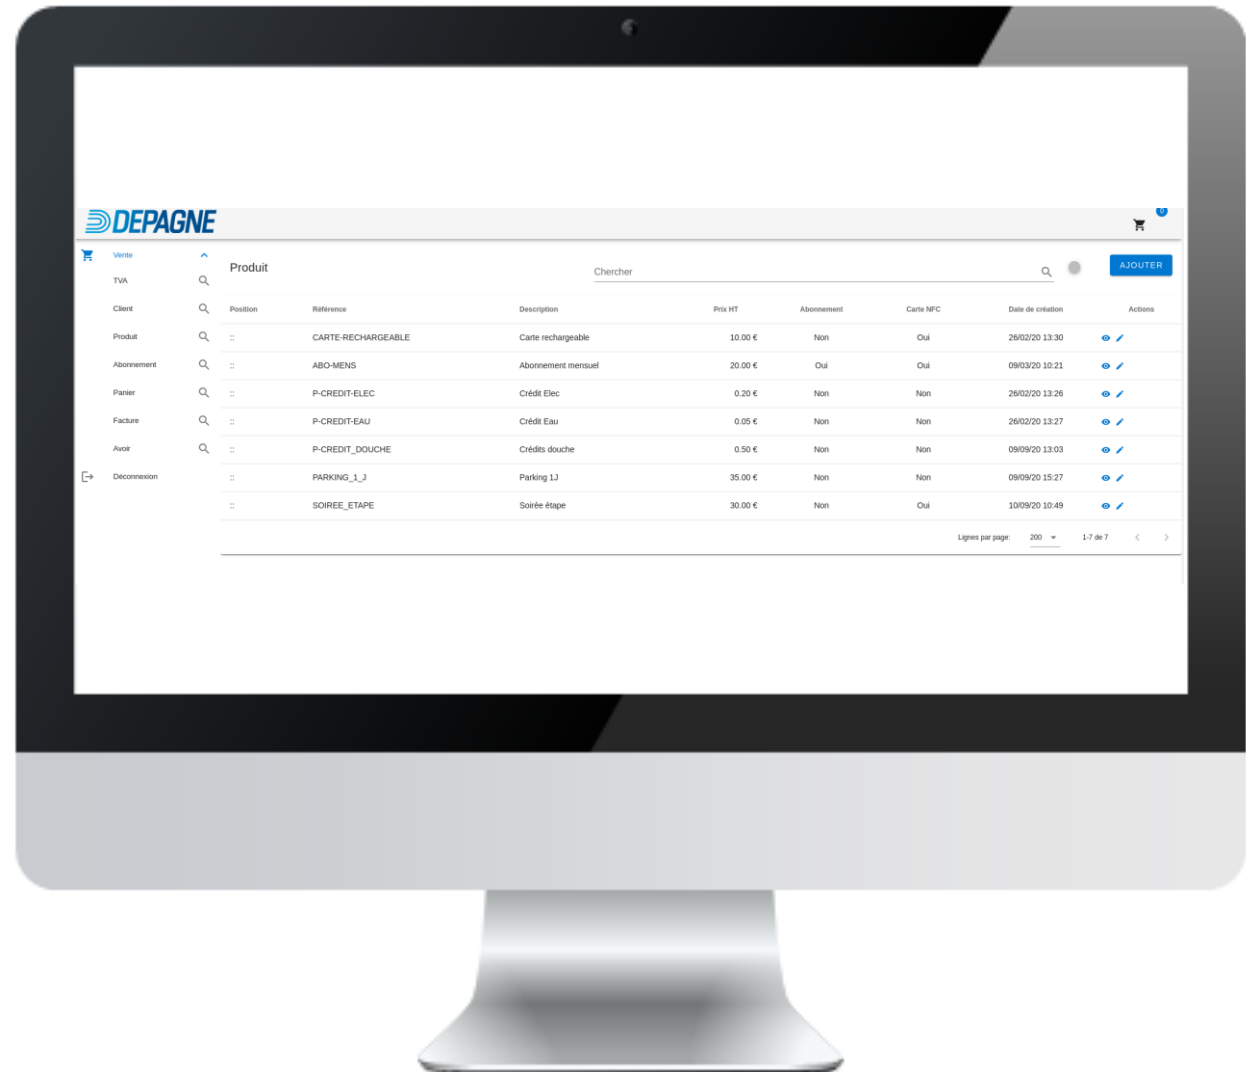 DEPAGNE
0
Vente
TVA
Client
Produit
Abonnement
Panier
Facture
Avoir
Déconnexion
Produit
Chercher
AJOUTER
Position Référence Description Prix HT Abonnement Carte NFC Date de création Actions
:: CARTE-RECHARGEABLE Carte rechargeable 10.00 € Non Oui 26/02/20 13:30
:: ABO-MENS Abonnement mensuel 20.00 € Oui Oui 09/03/20 10:21
:: P-CREDIT-ELEC Crédit Elec 0.20 € Non Non 26/02/20 13:26
:: P-CREDIT-EAU Crédit Eau 0.05 € Non Non 26/02/20 13:27
:: P-CREDIT_DOUCHE Crédits douche 0.50 € Non Non 09/09/20 13:03
:: PARKING_1_J Parking 1J 35.00 € Non Non 09/09/20 15:27
:: SOIREE_ETAPE Soirée étape 30.00 € Non Oui 10/09/20 10:49
Lignes par page: 200 1-7 de 7